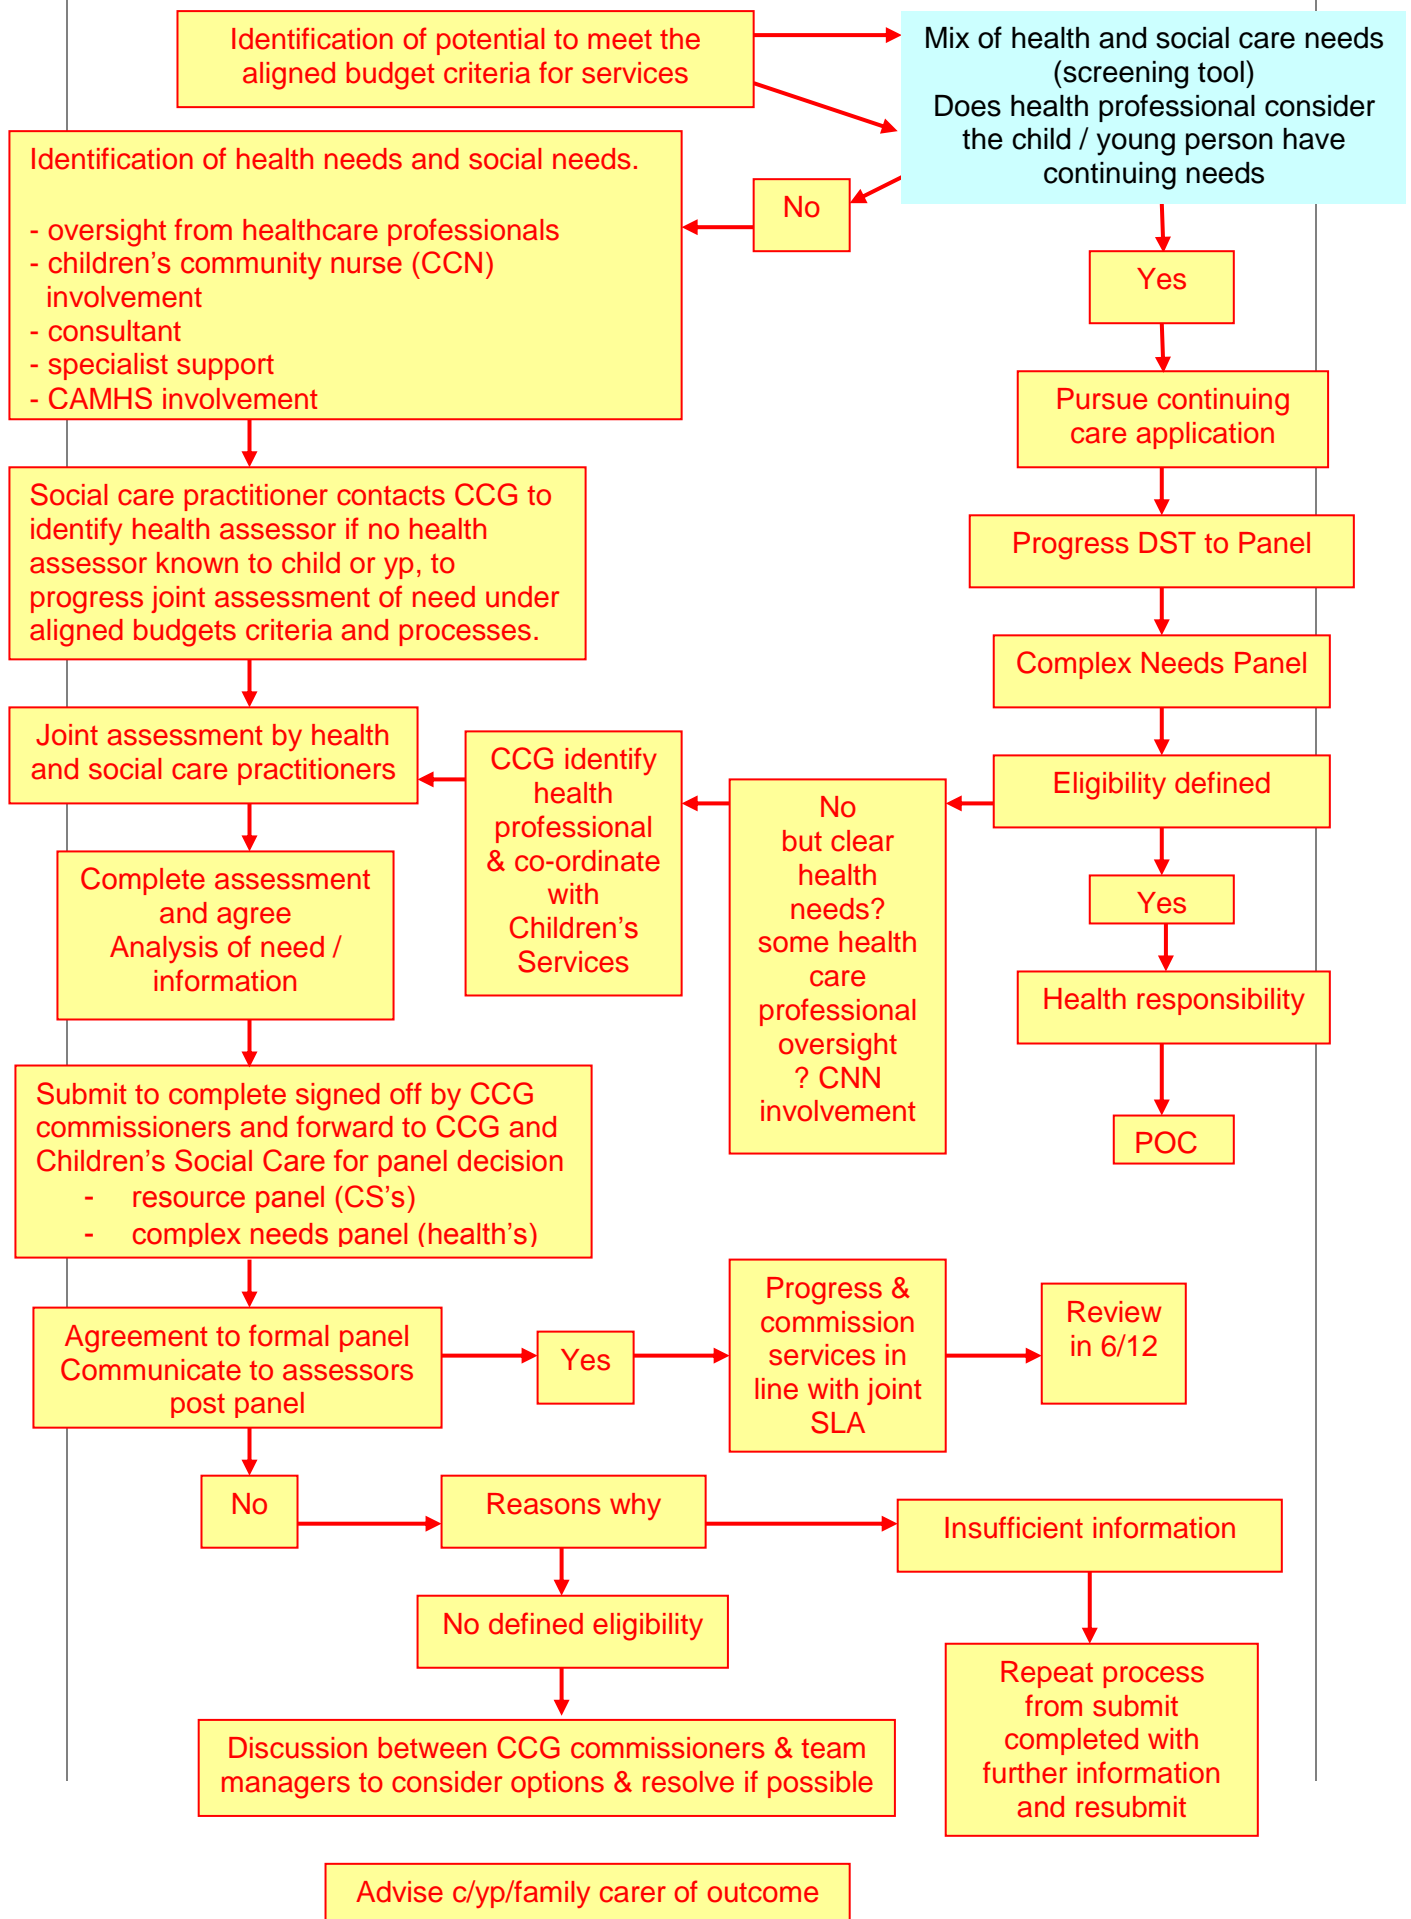 Identification of potential to meet the
aligned budget criteria for services
Mix of health and social care needs
(screening tool)
Does health professional consider
the child / young person have
continuing needs
Identification of health needs and social needs.
- oversight from healthcare professionals
- children’s community nurse (CCN)
involvement
- consultant
- specialist support
- CAMHS involvement
No
Yes
Pursue continuing
care application
Social care practitioner contacts CCG to
identify health assessor if no health
assessor known to child or yp, to
progress joint assessment of need under
aligned budgets criteria and processes.
Progress DST to Panel
Complex Needs Panel
Joint assessment by health
and social care practitioners
CCG identify
health
professional
& co-ordinate
with
Children’s
Services
No
but clear
health
needs?
some health
care
professional
oversight
? CNN
involvement
Eligibility defined
Complete assessment
and agree
Analysis of need /
information
Yes
Health responsibility
POC
Submit to complete signed off by CCG
commissioners and forward to CCG and
Children’s Social Care for panel decision
- resource panel (CS’s)
- complex needs panel (health’s)
Agreement to formal panel
Communicate to assessors
post panel
Yes
Progress &
commission
services in
line with joint
SLA
Review
in 6/12
No
Reasons why
Insufficient information
No defined eligibility
Repeat process
from submit
completed with
further information
and resubmit
Discussion between CCG commissioners & team
managers to consider options & resolve if possible
Advise c/yp/family carer of outcome